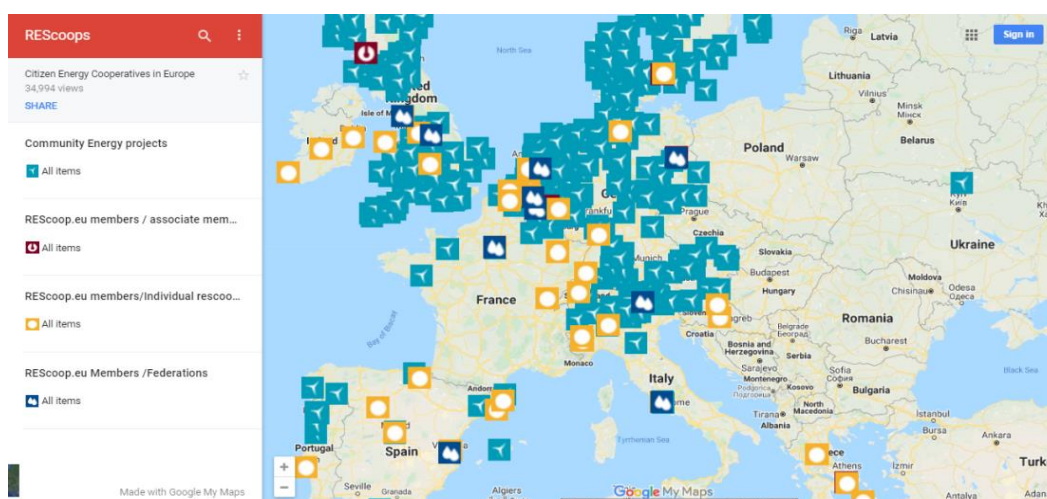 REScoops
Citizen Energy Cooperatives in Europe
34,994 views
SHARE
Community Energy projects
All items
REScoop.eu members / associate mem...
All items
REScoop.eu members/Individual rescoo...
All items
REScoop.eu Members /Federations
All items
Made with Google My Maps
Sign in
North Sea
Riga
Latvia
Lithuania
Vilnius
Minsk
Мінск
Belarus
Isle of M
Poland
Warsaw
Київ
Prague
Czechia
Ukraine
Slovakia
Munich
Budapest
Hungary
Moldova
Chisinau
Odesa
Одеса
France
Croatia
Romania
Belgrade
Београд
Bucharest
Bay of Biscay
Bosnia and
Herzegovina
Serbia
Monaco
Sarajevo
Black Sea
Italy
Montenegro
Kosovo
Sofia
София
Bulgaria
Podgorica
Подгорица
North
Macedonia
Tirana
Albania
Istanbul
Bursa
Ankara
Tyrrhenian Sea
Portugal
Spain
Athens
Izmir
Turk
Seville
Granada
Algiers
Google My Maps
Antalya
Adan